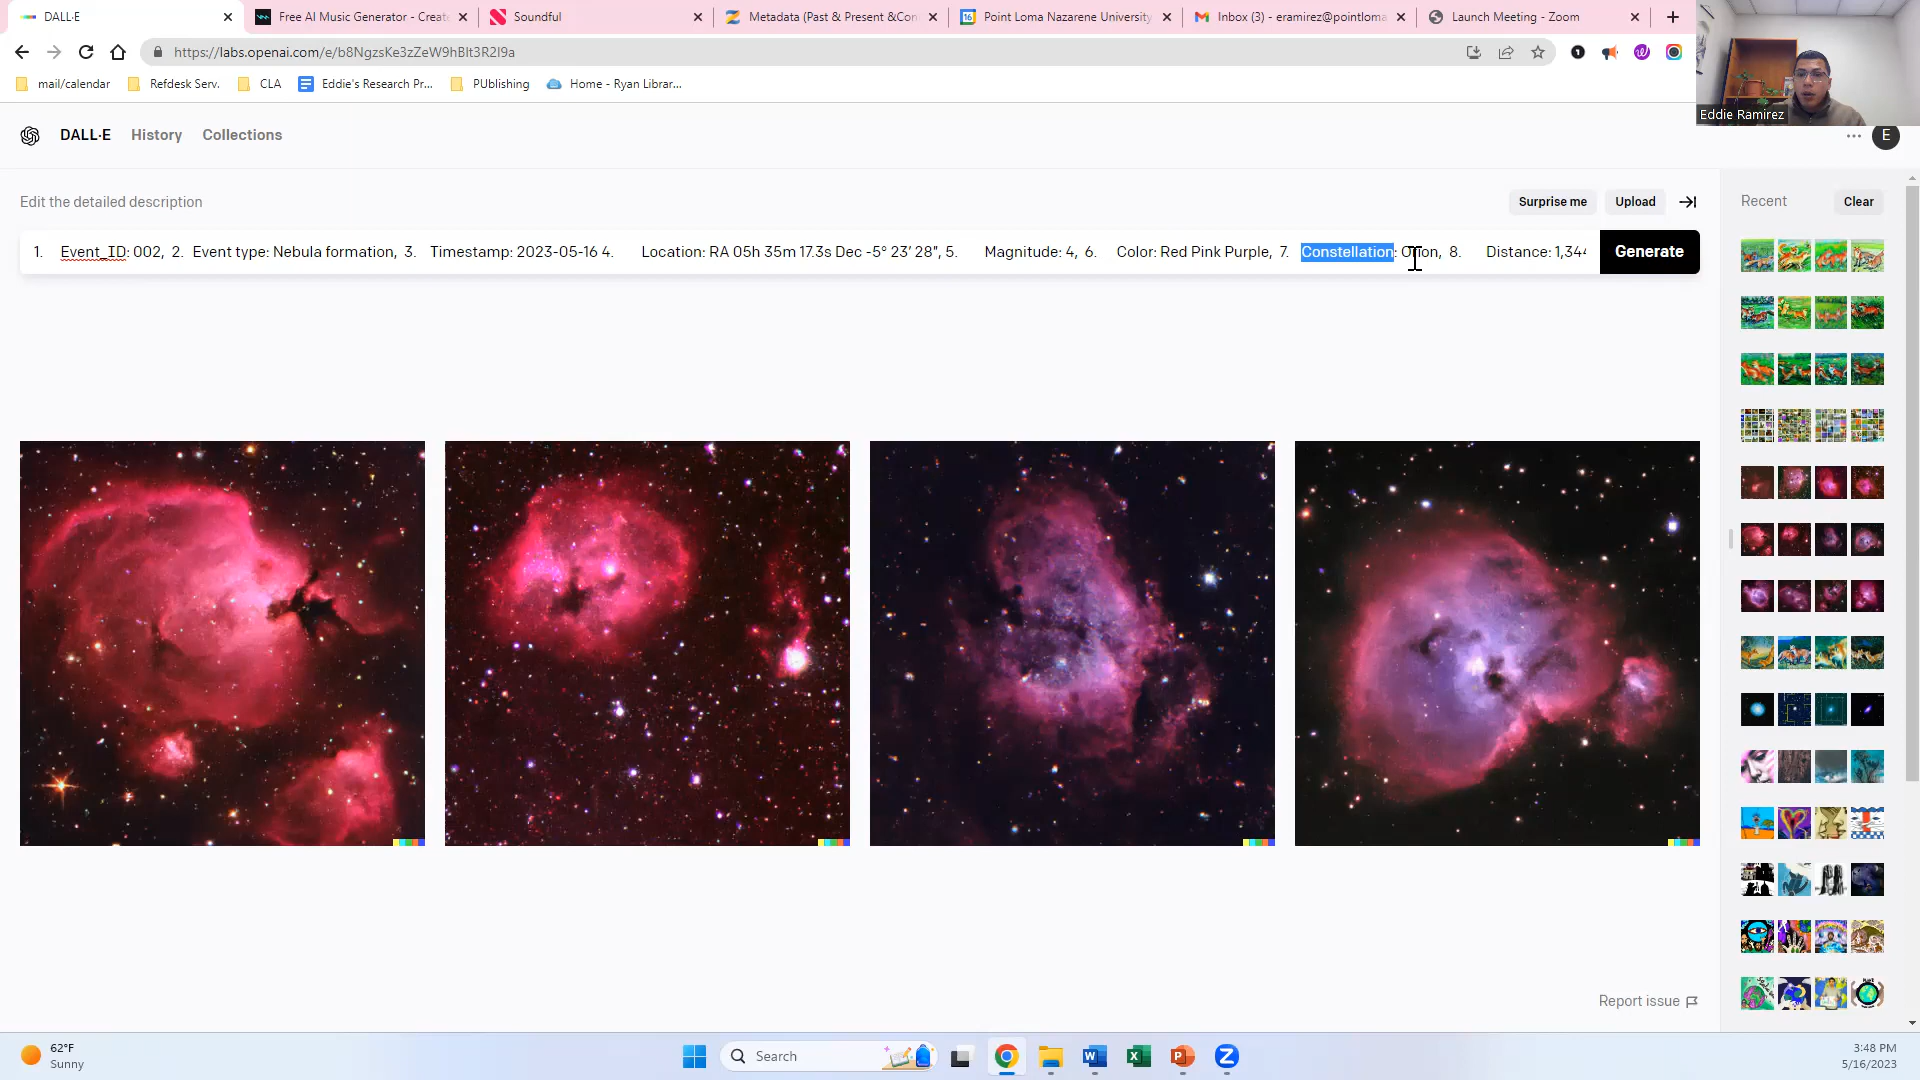 DALL·E
Free AI Music Generator - Create
Soundful
Metadata (Past & Present &Con
Point Loma Nazarene University
Inbox (3) - eramirez@pointloma
Launch Meeting - Zoom
https://labs.openai.com/e/b8NgzsKe3zZeW9hBlt3R2I9a
mail/calendar
Refdesk Serv.
CLA
Eddie's Research Pr...
PUblishing
Home - Ryan Librar...
Eddie Ramirez
DALL·E
History
Collections
E
Edit the detailed description
Surprise me
Upload
Recent
Clear
1. Event_ID: 002, 2. Event type: Nebula formation, 3. Timestamp: 2023-05-16 4. Location: RA 05h 35m 17.3s Dec -5° 23' 28", 5. Magnitude: 4, 6. Color: Red Pink Purple, 7. Constellation: Orion, 8. Distance: 1,344
Generate
Report issue
62°F
Sunny
Search
3:48 PM
5/16/2023